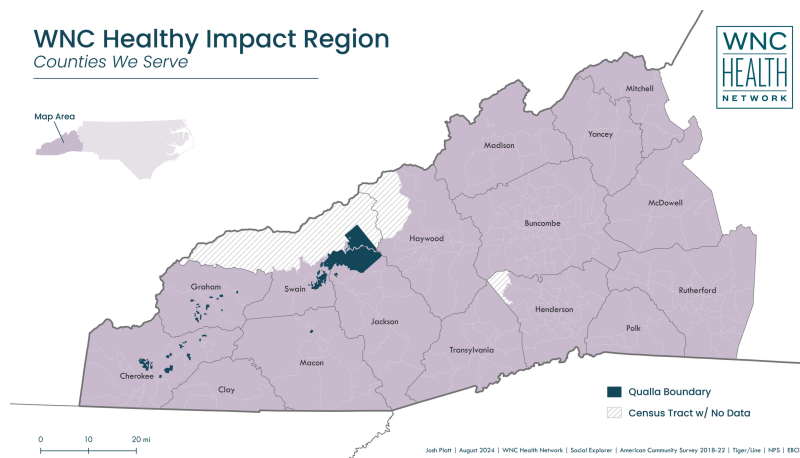 WNC Healthy Impact Region
Counties We Serve
WNC
HEALTH
NETWORK
Map Area
Mitchell
Yancey
Madison
McDowell
Buncombe
Haywood
Graham
Swain
Rutherford
Henderson
Jackson
Polk
Transylvania
Macon
Cherokee
Clay
Qualla Boundary
Census Tract w/ No Data
0 10 20 mi
Josh Platt | August 2024 | WNC Health Network | Social Explorer | American Community Survey 2018-22 | Tiger/Line | NPS | EBCI